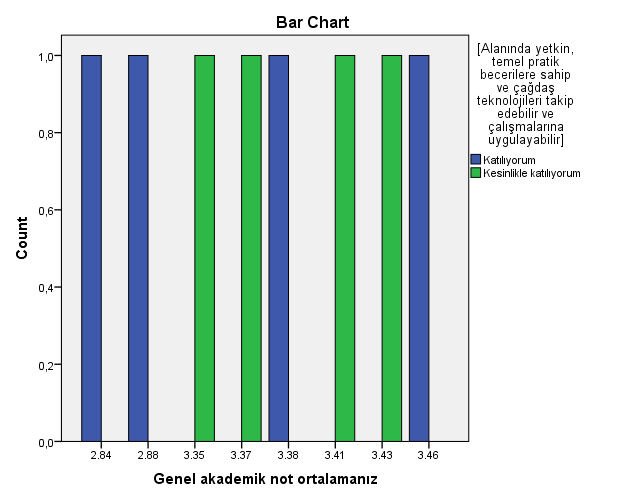 Bar Chart
[Alanında yetkin,
temel pratik
becerilere sahip
ve çağdaş
teknolojileri takip
edebilir ve
çalışmalarına
uygulayabilir]
Katılıyorum
Kesinlikle katılıyorum
Count
1,0
0,8
0,6
0,4
0,2
0,0
2.84 2.88 3.35 3.37 3.38 3.41 3.43 3.46
Genel akademik not ortalamanız